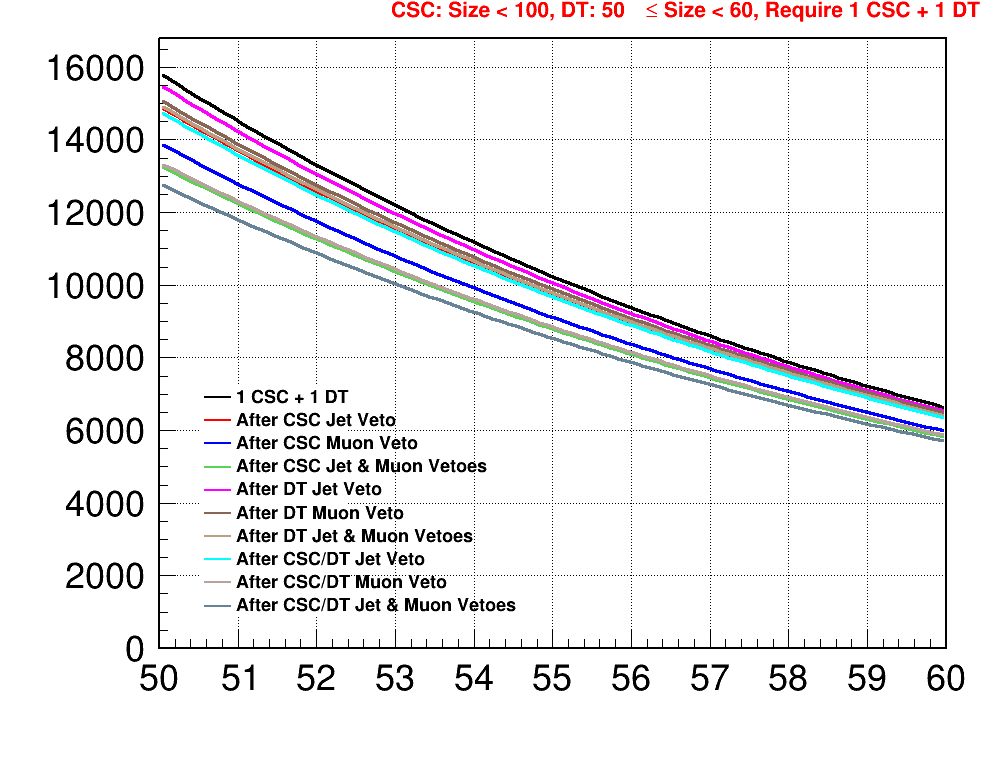 CSC: Size < 100, DT: 50 ≤ Size < 60, Require 1 CSC + 1 DT
16000
14000
12000
10000
8000
6000
4000
2000
0
1 CSC + 1 DT
After CSC Jet Veto
After CSC Muon Veto
After CSC Jet & Muon Vetoes
After DT Jet Veto
After DT Muon Veto
After DT Jet & Muon Vetoes
After CSC/DT Jet Veto
After CSC/DT Muon Veto
After CSC/DT Jet & Muon Vetoes
50 51 52 53 54 55 56 57 58 59 60